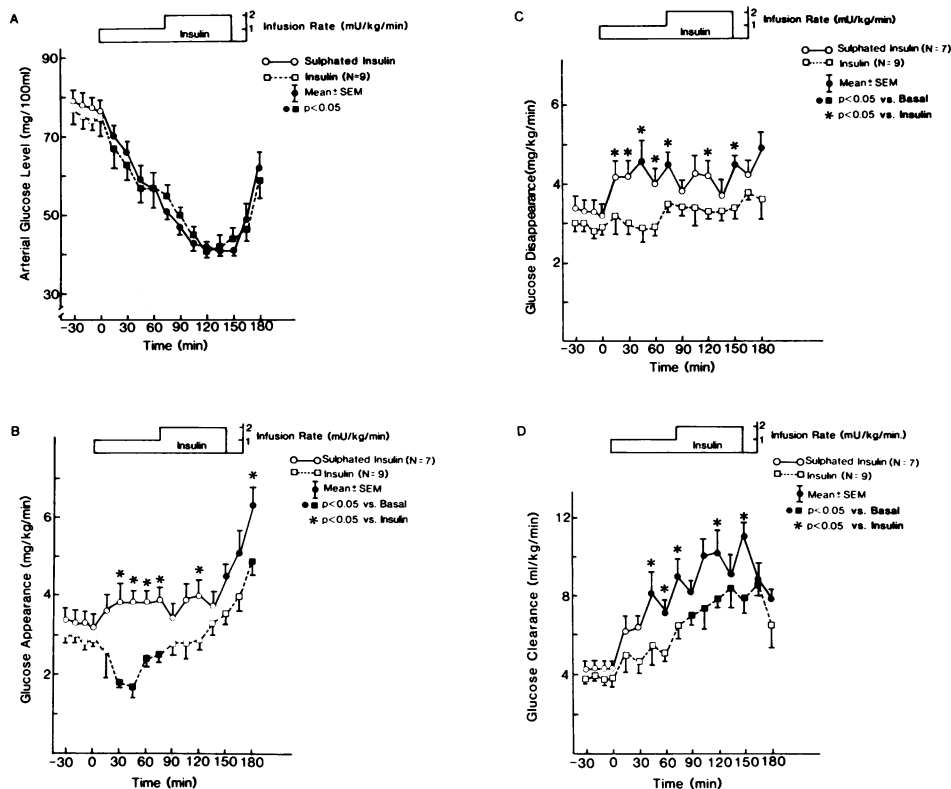 A
2
1
Infusion Rate (mU/kg/min)
Insulin
Sulphated Insulin
Insulin (N=9)
Mean± SEM
p<0.05
90
70
50
30
Arterial Glucose Level (mg/100ml)
-30 0 30 60 90 120 150 180
Time (min)
C
2
1
Infusion Rate (mU/kg/min)
Insulin
Sulphated Insulin (N=7)
Insulin (N=9)
Mean±SEM
p<0.05 vs. Basal
* p<0.05 vs. Insulin
* * * * * * *
6
4
2
Glucose Disappearance(mg/kg/min)
-30 0 30 60 90 120 150 180
Time (min)
B
2
1
Infusion Rate (mU/kg/min)
Insulin
Sulphated Insulin (N=7)
Insulin (N=9)
Mean±SEM
p<0.05 vs. Basal
* p<0.05 vs. Insulin
*
* * * * *
6
4
2
Glucose Appearance (mg/kg/min)
-30 0 30 60 90 120 150 180
Time (min)
D
2
1
Infusion Rate (mU/kg/min.)
Insulin
Sulphated Insulin (N=7)
Insulin (N=9)
Mean±SEM
p<0.05 vs. Basal
* p<0.05 vs. Insulin
* * * * *
12
8
4
Glucose Clearance (ml/kg/min)
-30 0 30 60 90 120 150 180
Time (min)